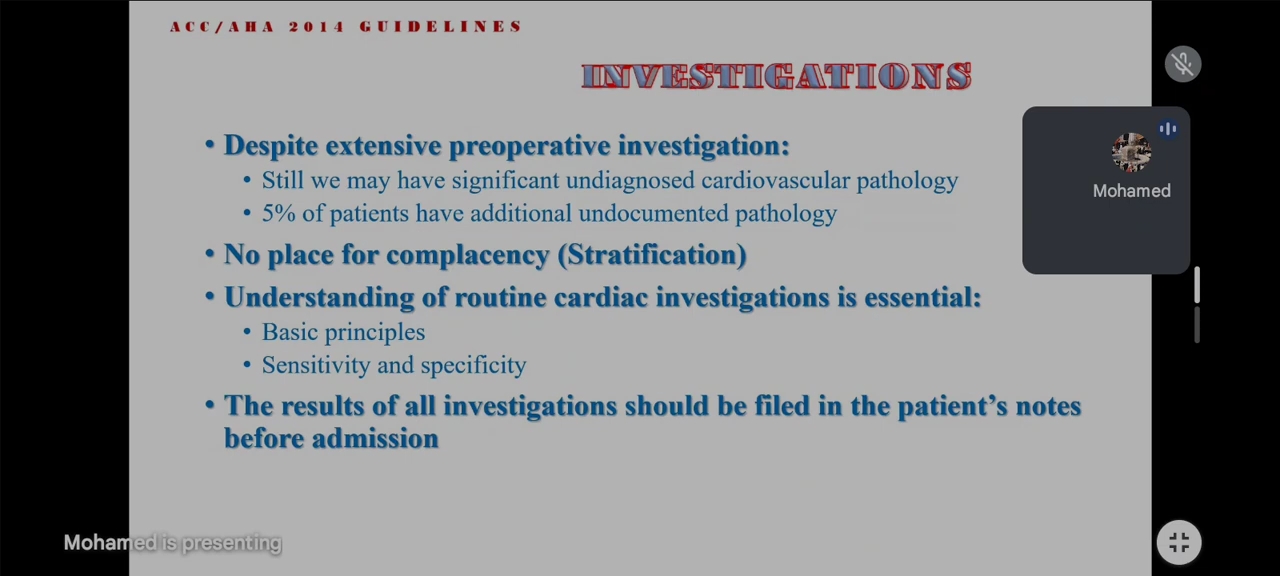 ACC/AHA 2014 GUIDELINES
INVESTIGATIONS
• Despite extensive preoperative investigation:
• Still we may have significant undiagnosed cardiovascular pathology
• 5% of patients have additional undocumented pathology
• No place for complacency (Stratification)
• Understanding of routine cardiac investigations is essential:
• Basic principles
• Sensitivity and specificity
• The results of all investigations should be filed in the patient’s notes
before admission
Mohamed
Mohamed is presenting